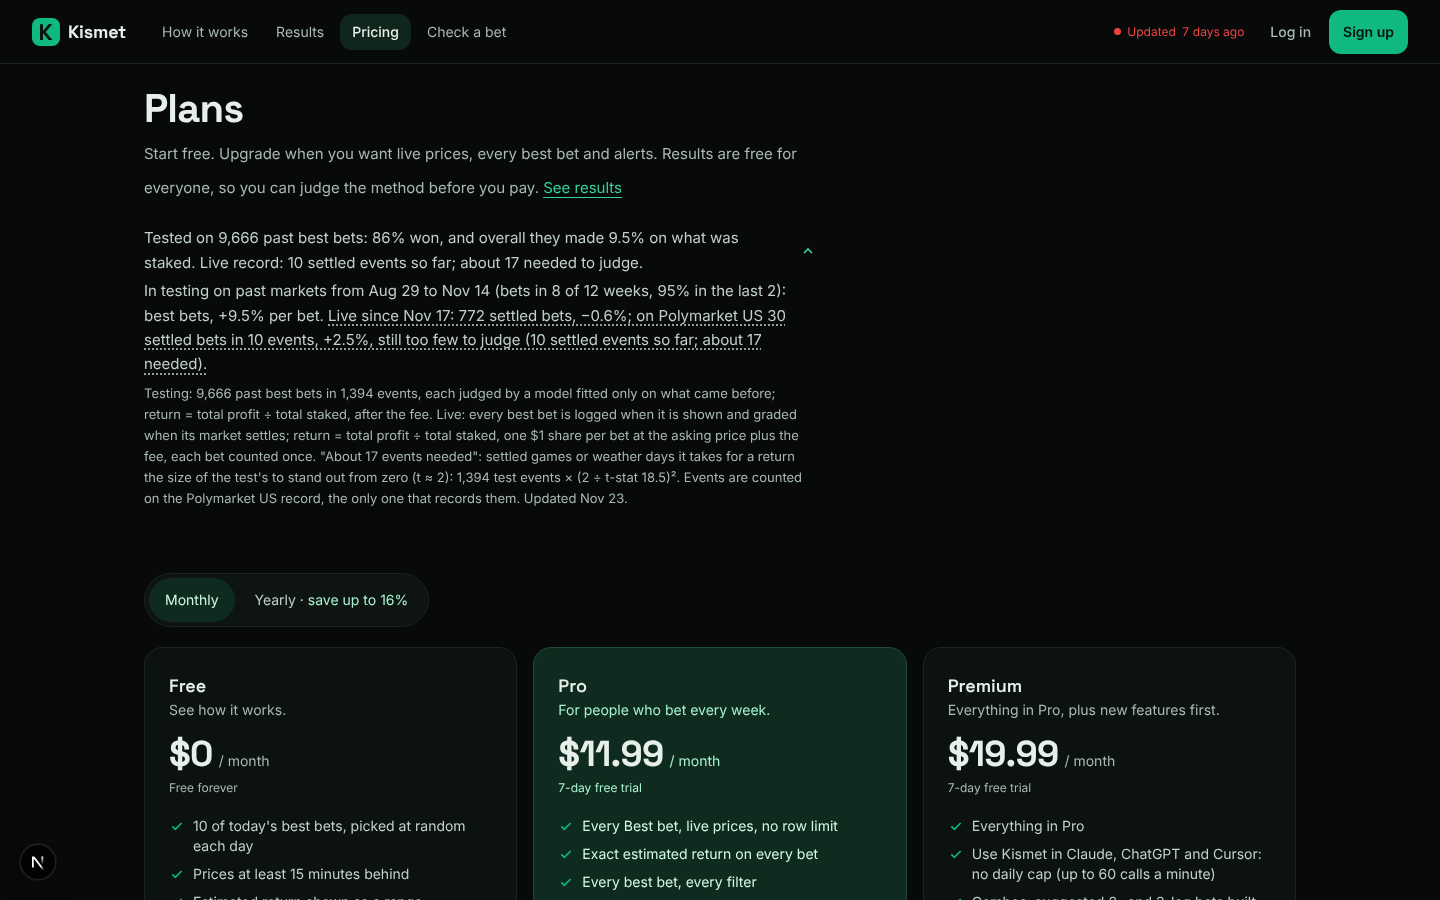 Kismet
How it works
Results
Pricing
Check a bet
Updated 7 days ago
Log in
Sign up
Plans
Start free. Upgrade when you want live prices, every best bet and alerts. Results are free for
everyone, so you can judge the method before you pay. See results
Tested on 9,666 past best bets: 86% won, and overall they made 9.5% on what was
staked. Live record: 10 settled events so far; about 17 needed to judge.
In testing on past markets from Aug 29 to Nov 14 (bets in 8 of 12 weeks, 95% in the last 2):
best bets, +9.5% per bet. Live since Nov 17: 772 settled bets, −0.6%; on Polymarket US 30
settled bets in 10 events, +2.5%, still too few to judge (10 settled events so far; about 17
needed).
Testing: 9,666 past best bets in 1,394 events, each judged by a model fitted only on what came before;
return = total profit ÷ total staked, after the fee. Live: every best bet is logged when it is shown and graded
when its market settles; return = total profit ÷ total staked, one $1 share per bet at the asking price plus the
fee, each bet counted once. "About 17 events needed": settled games or weather days it takes for a return
the size of the test's to stand out from zero (t ≈ 2): 1,394 test events × (2 ÷ t-stat 18.5)². Events are counted
on the Polymarket US record, the only one that records them. Updated Nov 23.
Monthly
Yearly · save up to 16%
Free
See how it works.
$0 / month
Free forever
10 of today's best bets, picked at random
each day
Prices at least 15 minutes behind
Pro
For people who bet every week.
$11.99 / month
7-day free trial
Every Best bet, live prices, no row limit
Exact estimated return on every bet
Every best bet, every filter
Premium
Everything in Pro, plus new features first.
$19.99 / month
7-day free trial
Everything in Pro
Use Kismet in Claude, ChatGPT and Cursor:
no daily cap (up to 60 calls a minute)